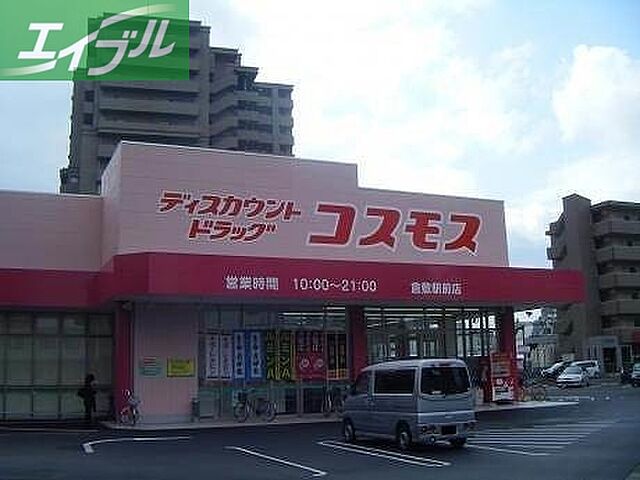 エイブル
ディスカウント
ドラッグ
コスモス
営業時間 10:00～21:00 倉敷駅前店